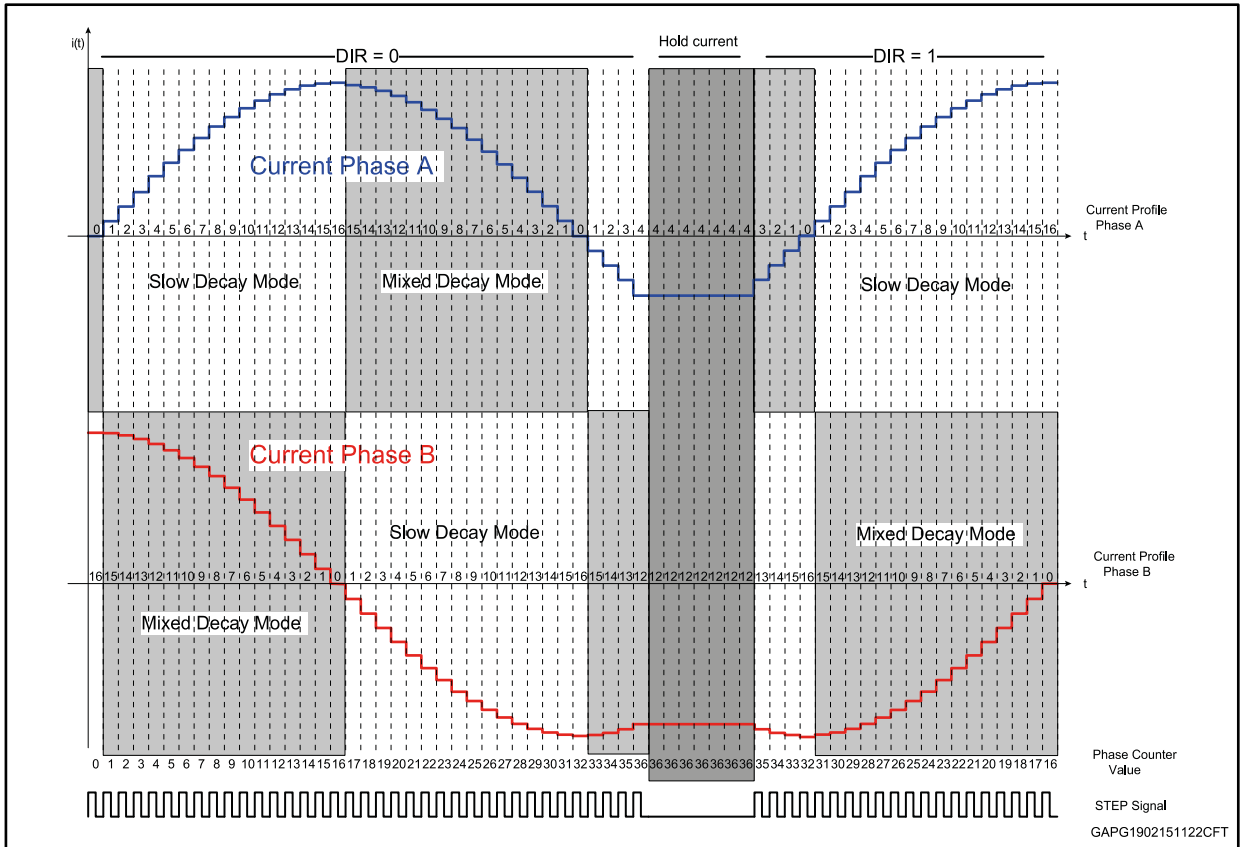 i(t)
DIR = 0
Hold current
DIR = 1
Current Phase A
Current Profile
Phase A
0 1 2 3 4 5 6 7 8 9 10 11 12 13 14 15 16 15 14 13 12 11 10 9 8 7 6 5 4 3 2 1 0 1 2 3 4 4 4 4 4 4 4 4 3 2 1 0 1 2 3 4 5 6 7 8 9 10 11 12 13 14 15 16
t
Slow Decay Mode
Mixed Decay Mode
Slow Decay Mode
Current Phase B
Slow Decay Mode
Mixed Decay Mode
Current Profile
Phase B
16 15 14 13 12 11 10 9 8 7 6 5 4 3 2 1 0 1 2 3 4 5 6 7 8 9 10 11 12 13 14 15 16 15 14 13 12 12 12 12 12 12 12 12 13 14 15 16 15 14 13 12 11 10 9 8 7 6 5 4 3 2 1 0
t
Mixed Decay Mode
Phase Counter
Value
0 1 2 3 4 5 6 7 8 9 10 11 12 13 14 15 16 17 18 19 20 21 22 23 24 25 26 27 28 29 30 31 32 33 34 35 36 36 36 36 36 36 36 36 35 34 33 32 31 30 29 28 27 26 25 24 23 22 21 20 19 18 17 16
STEP Signal
GAPG1902151122CFT